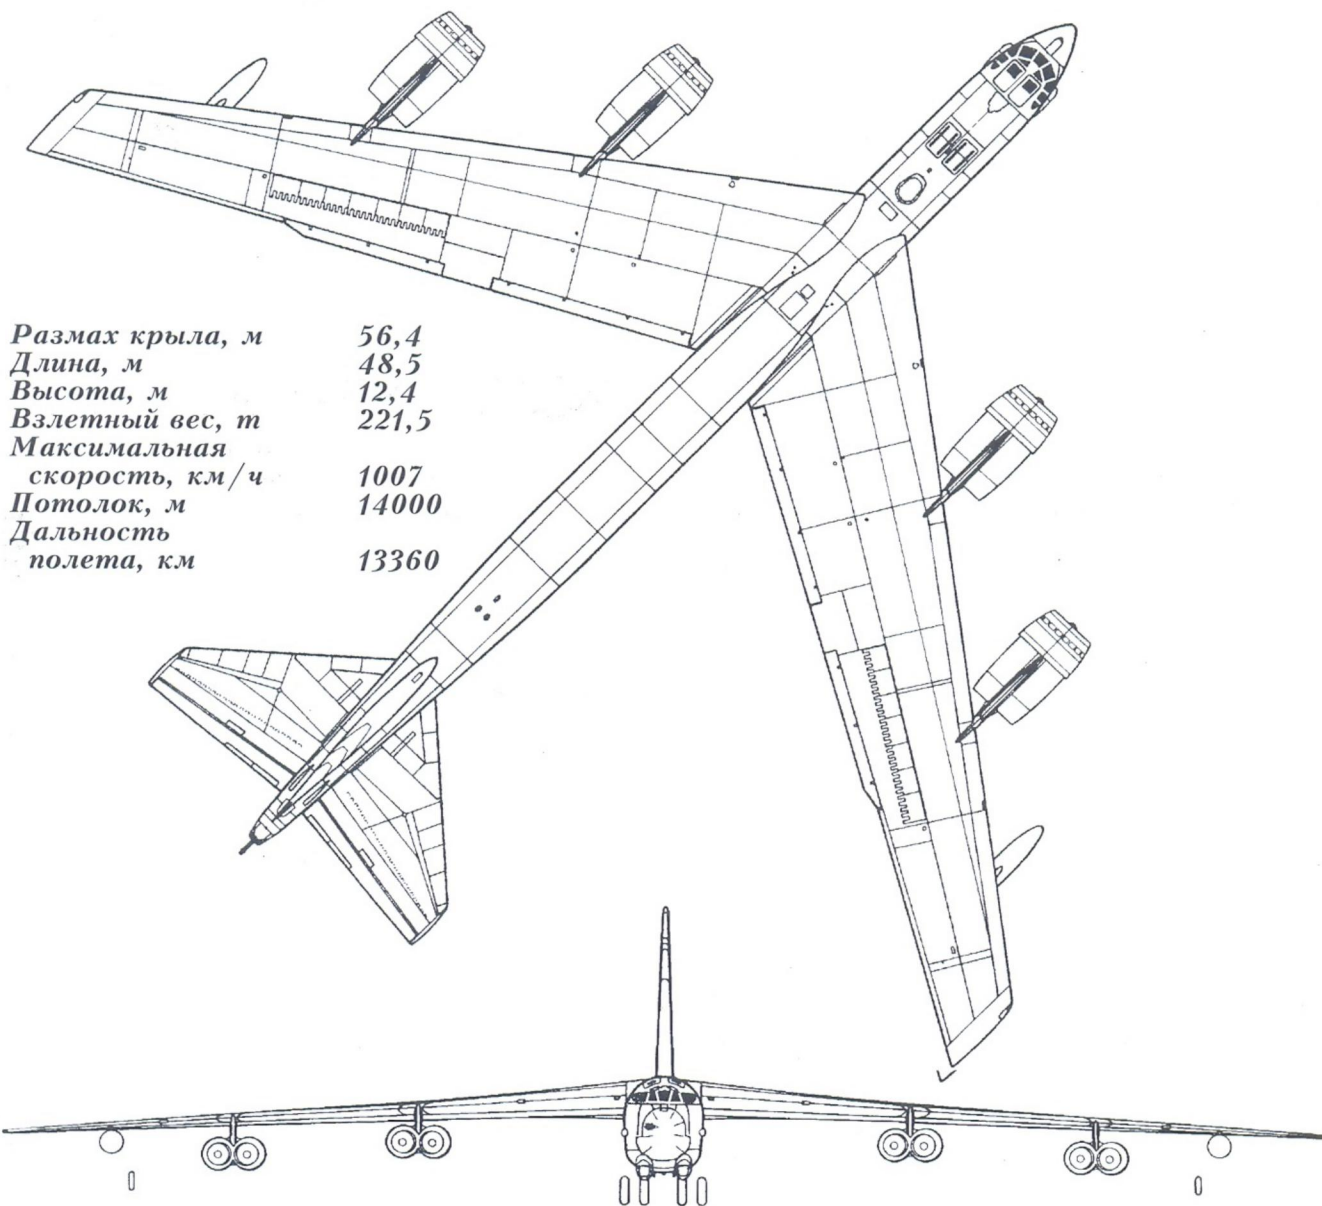 Размах крыла, м 56,4
Длина, м 48,5
Высота, м 12,4
Взлетный вес, т 221,5
Максимальная
скорость, км/ч 1007
Потолок, м 14000
Дальность
полета, км 13360